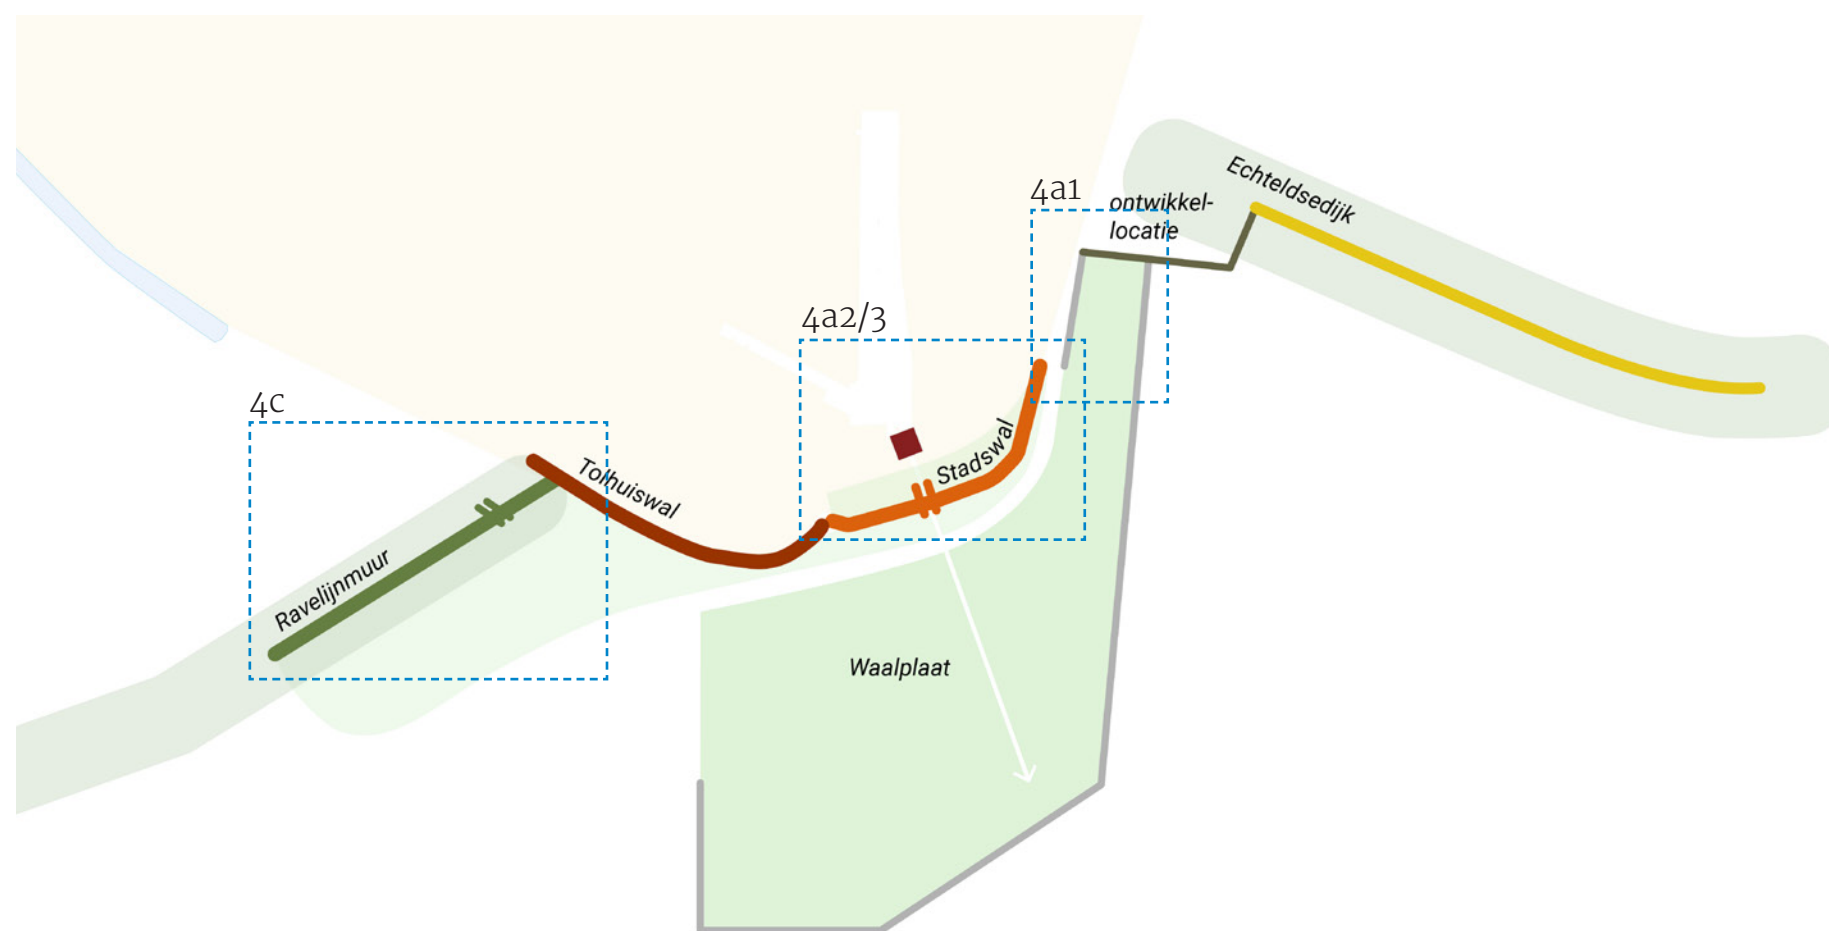 Echteldsedijk
4a1
ontwikkel-
locatie
4a2/3
4c
Stadswal
Tolhuiswal
Ravelijnmuur
Waalplaat